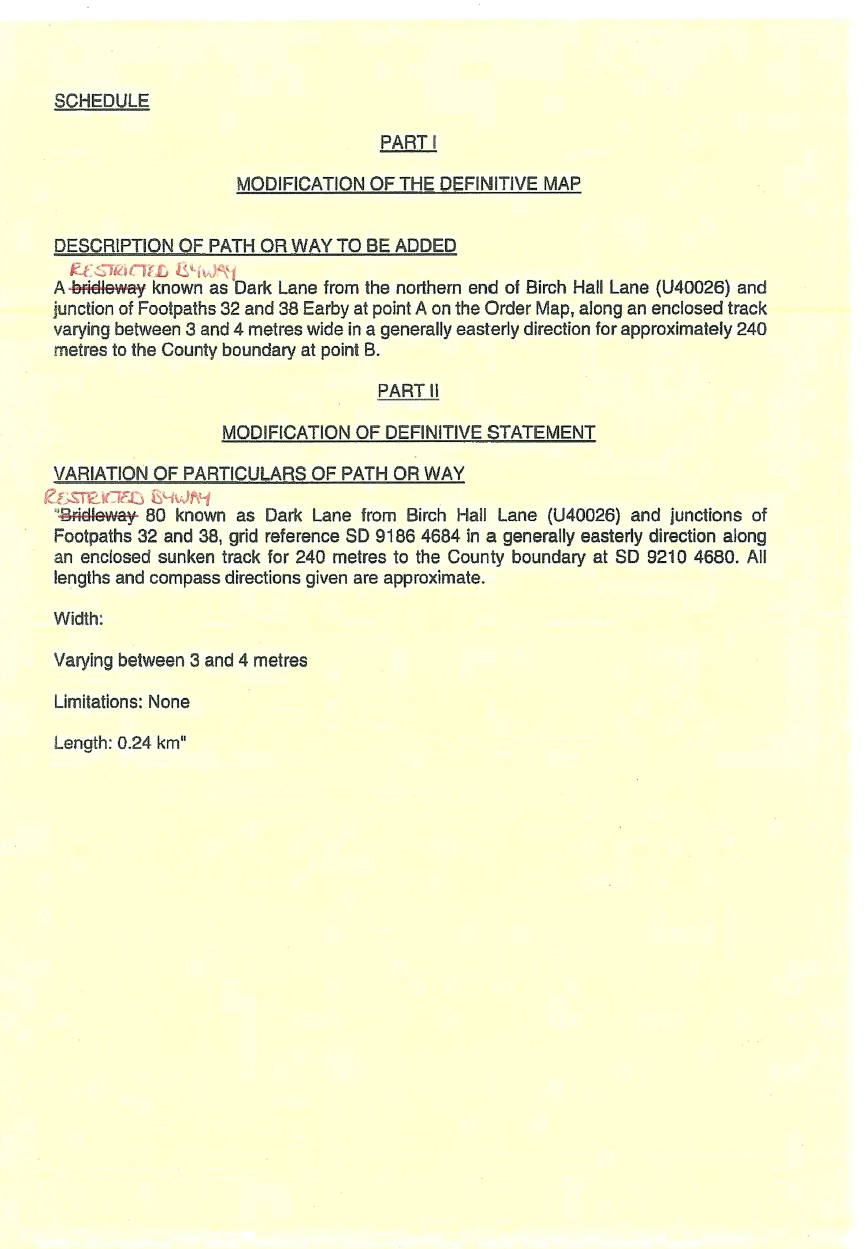 SCHEDULE
PART I
MODIFICATION OF THE DEFINITIVE MAP
DESCRIPTION OF PATH OR WAY TO BE ADDED
RESTRICTED BYWAY
A bridleway known as Dark Lane from the northern end of Birch Hall Lane (U40026) and
junction of Footpaths 32 and 38 Earby at point A on the Order Map, along an enclosed track
varying between 3 and 4 metres wide in a generally easterly direction for approximately 240
metres to the County boundary at point B.
PART II
MODIFICATION OF DEFINITIVE STATEMENT
VARIATION OF PARTICULARS OF PATH OR WAY
RESTRICTED BYWAY
"Bridleway 80 known as Dark Lane from Birch Hall Lane (U40026) and junctions of
Footpaths 32 and 38, grid reference SD 9186 4684 in a generally easterly direction along
an enclosed sunken track for 240 metres to the County boundary at SD 9210 4680. All
lengths and compass directions given are approximate.
Width:
Varying between 3 and 4 metres
Limitations: None
Length: 0.24 km"